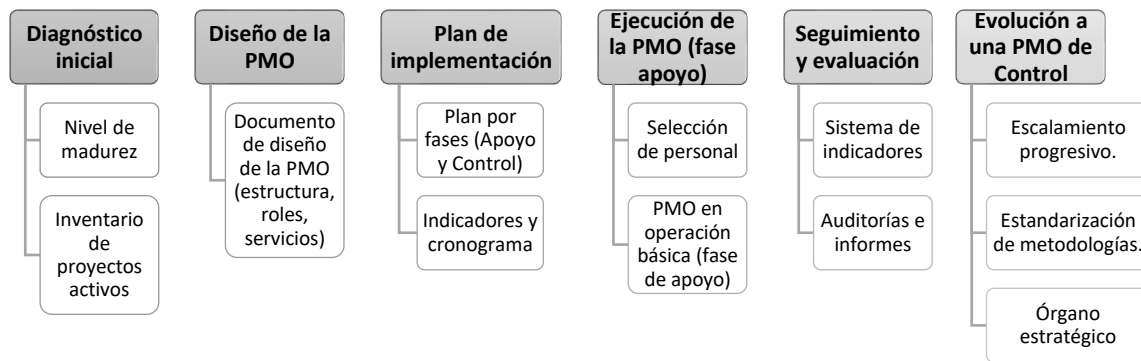 Diagnóstico
inicial
Nivel de
madurez
Inventario
de
proyectos
activos
Diseño de la
PMO
Documento
de diseño
de la PMO
(estructura,
roles,
servicios)
Plan de
implementación
Plan por
fases (Apoyo
y Control)
Indicadores y
cronograma
Ejecución de
la PMO (fase
apoyo)
Selección
de personal
PMO en
operación
básica (fase
de apoyo)
Seguimiento
y evaluación
Sistema de
indicadores
Auditorías e
informes
Evolución a
una PMO de
Control
Escalamiento
progresivo.
Estandarización
de metodologías.
Órgano
estratégico